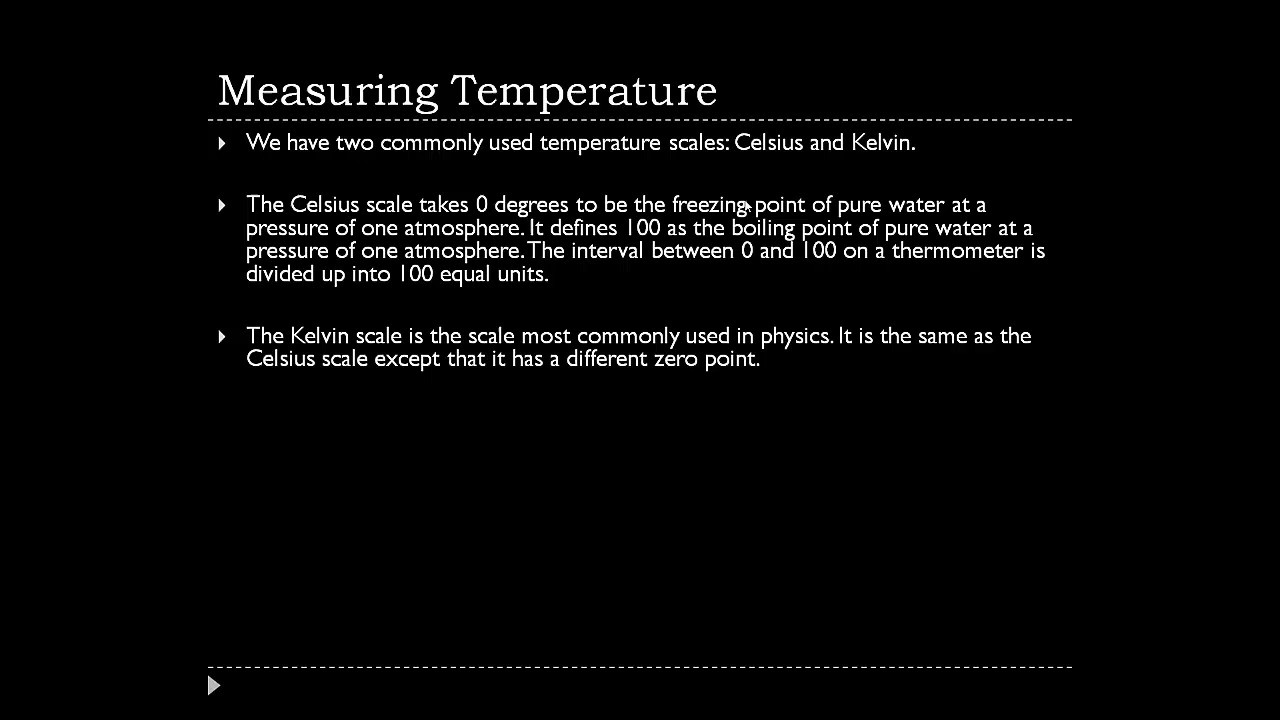 Measuring Temperature
We have two commonly used temperature scales: Celsius and Kelvin.
The Celsius scale takes 0 degrees to be the freezing point of pure water at a
pressure of one atmosphere. It defines 100 as the boiling point of pure water at a
pressure of one atmosphere. The interval between 0 and 100 on a thermometer is
divided up into 100 equal units.
The Kelvin scale is the scale most commonly used in physics. It is the same as the
Celsius scale except that it has a different zero point.